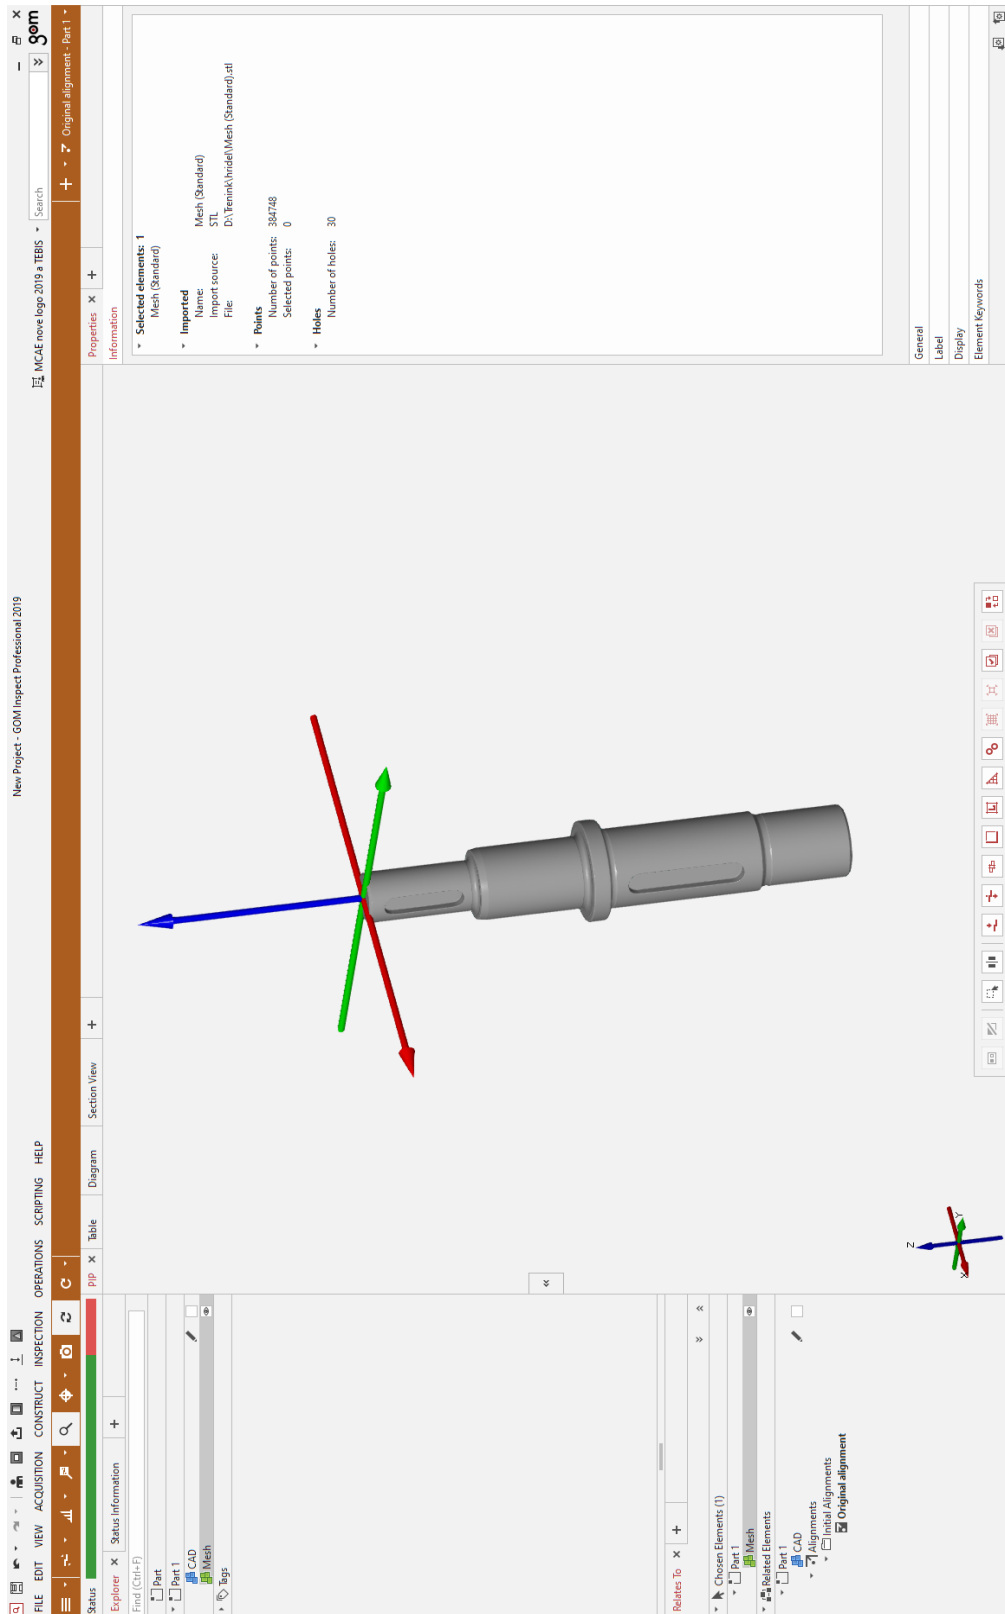 New Project - GOM Inspect Professional 2019
FILE EDIT VIEW ACQUISITION CONSTRUCT INSPECTION OPERATIONS SCRIPTING HELP
MCAE nove logo 2019 a TEBIS
Search
gom
Original alignment - Part 1
Status
Explorer
Status Information
Find (Ctrl+F)
Part
Part 1
CAD
Mesh
Tags
Relates To
Chosen Elements (1)
Part 1
Mesh
Related Elements
Part 1
CAD
Alignments
Initial Alignments
Original alignment
PIP
Table
Diagram
Section View
Z
Y
X
Properties
Information
Selected elements: 1
Mesh (Standard)
Imported
Name: Mesh (Standard)
Import source: STL
File: D:\Trenink\hridel\Mesh (Standard).stl
Points
Number of points: 384748
Selected points: 0
Holes
Number of holes: 30
General
Label
Display
Element Keywords